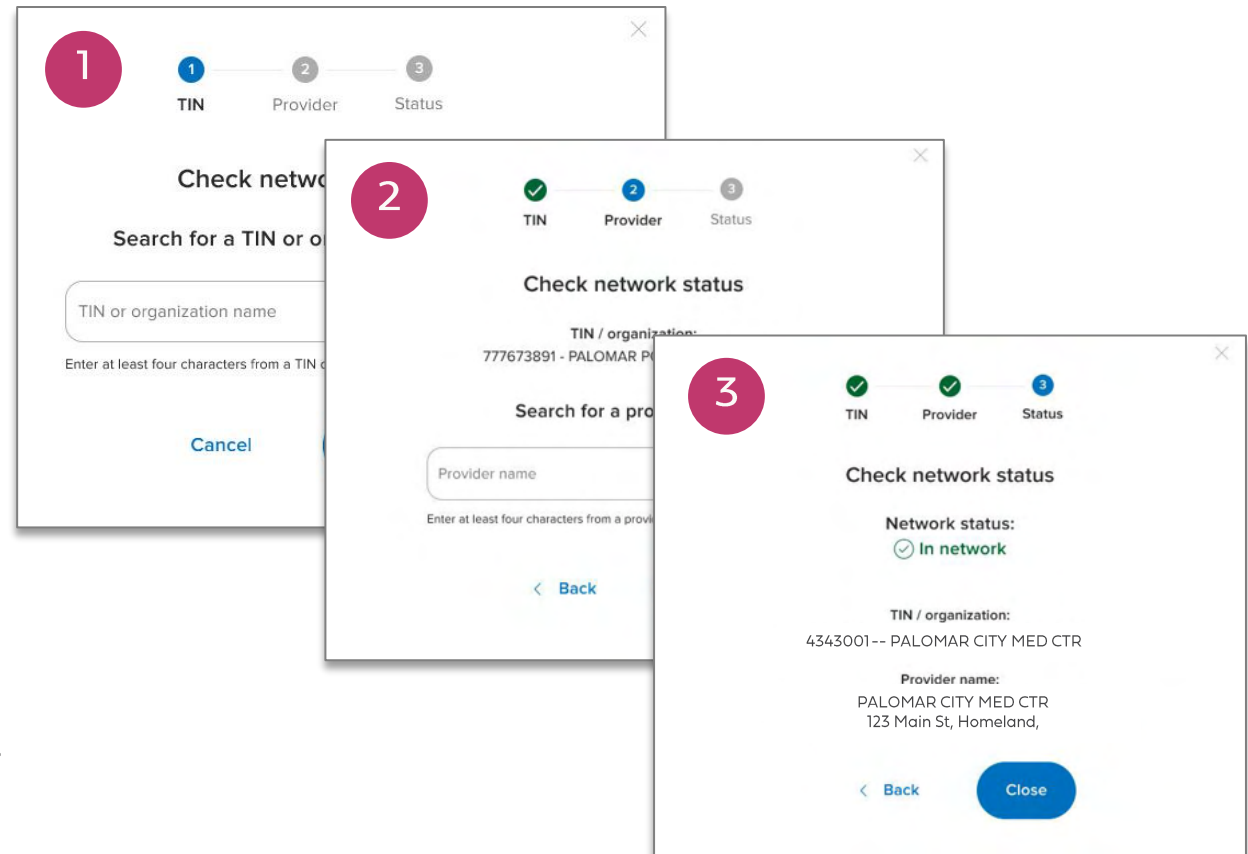 1
1 2 3
TIN Provider Status
Check netwo
Search for a TIN or o
TIN or organization name
Enter at least four characters from a TIN
Cancel
2
2 3
TIN Provider Status
Check network status
TIN / organization:
777673891 - PALOMAR P
Search for a pro
Provider name
Enter at least four characters from a provi
< Back
3
3
TIN Provider Status
Check network status
Network status:
In network
TIN / organization:
4343001-- PALOMAR CITY MED CTR
Provider name:
PALOMAR CITY MED CTR
123 Main St, Homeland,
< Back Close